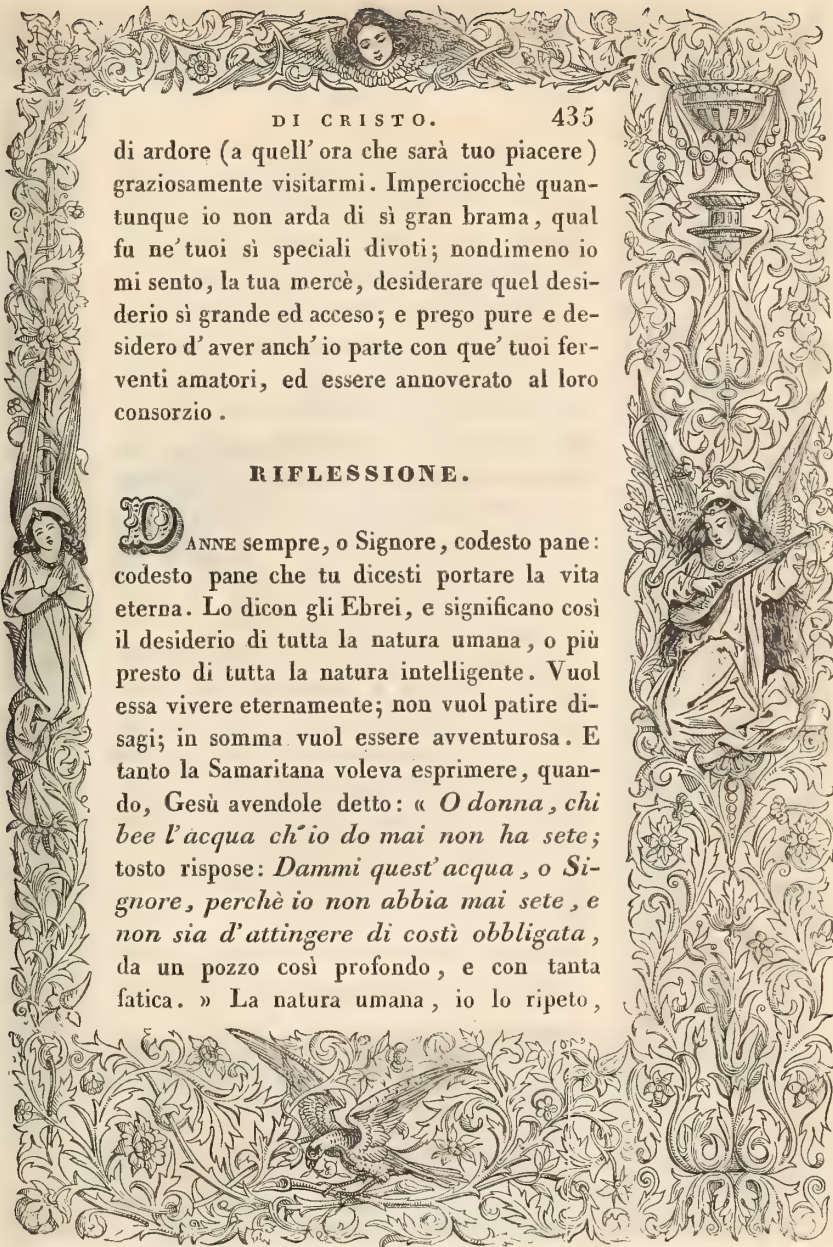 DI CRISTO. 435
di ardore (a quell' ora che sarà tuo piacere)
graziosamente visitarmi. Imperciocchè quan-
tunque io non arda di sì gran brama, qual
fu ne' tuoi sì speciali divoti; nondimeno io
mi sento, la tua mercè, desiderare quel desi-
derio sì grande ed acceso; e prego pure e de-
sidero d' aver anch' io parte con que' tuoi fer-
venti amatori, ed essere annoverato al loro
consorzio.
RIFLESSIONE.
DANNE sempre, o Signore, codesto pane:
codesto pane che tu dicesti portare la vita
eterna. Lo dicon gli Ebrei, e significano così
il desiderio di tutta la natura umana, o più
presto di tutta la natura intelligente. Vuol
essa vivere eternamente; non vuol patire di-
sagi; in somma vuol essere avventurosa. E
tanto la Samaritana voleva esprimere, quan-
do, Gesù avendole detto: « O donna, chi
bee l'acqua ch' io do mai non ha sete;
tosto rispose: Dammi quest' acqua, o Si-
gnore, perchè io non abbia mai sete, e
non sia d' attingere di costì obbligata,
da un pozzo così profondo, e con tanta
fatica. » La natura umana, io lo ripeto,